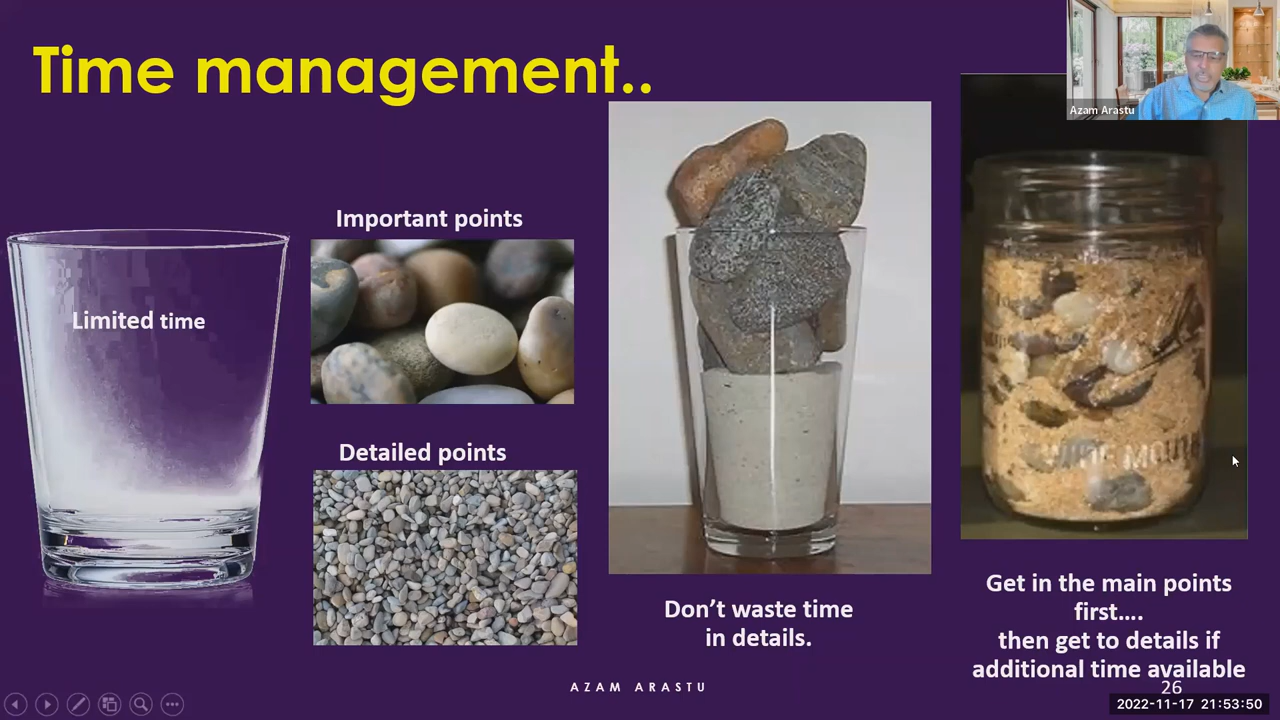 Time management..
Azam Arastu
Limited time
Important points
Detailed points
WIDE MOUTH
Don't waste time
in details.
Get in the main points
first....
then get to details if
additional time available
AZAM ARASTU
26
2022-11-17 21:53:50